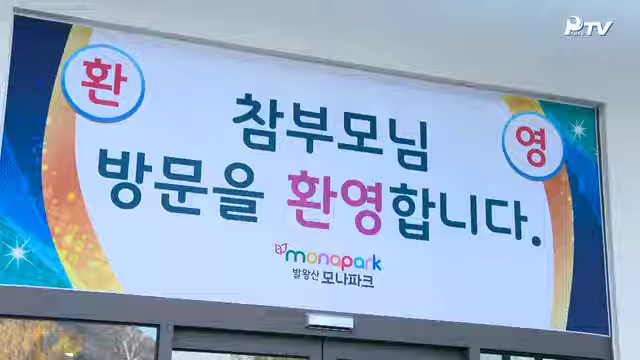 PeaceTV
환
영
참부모님
방문을 환영합니다.
monapark
발왕산 모나파크